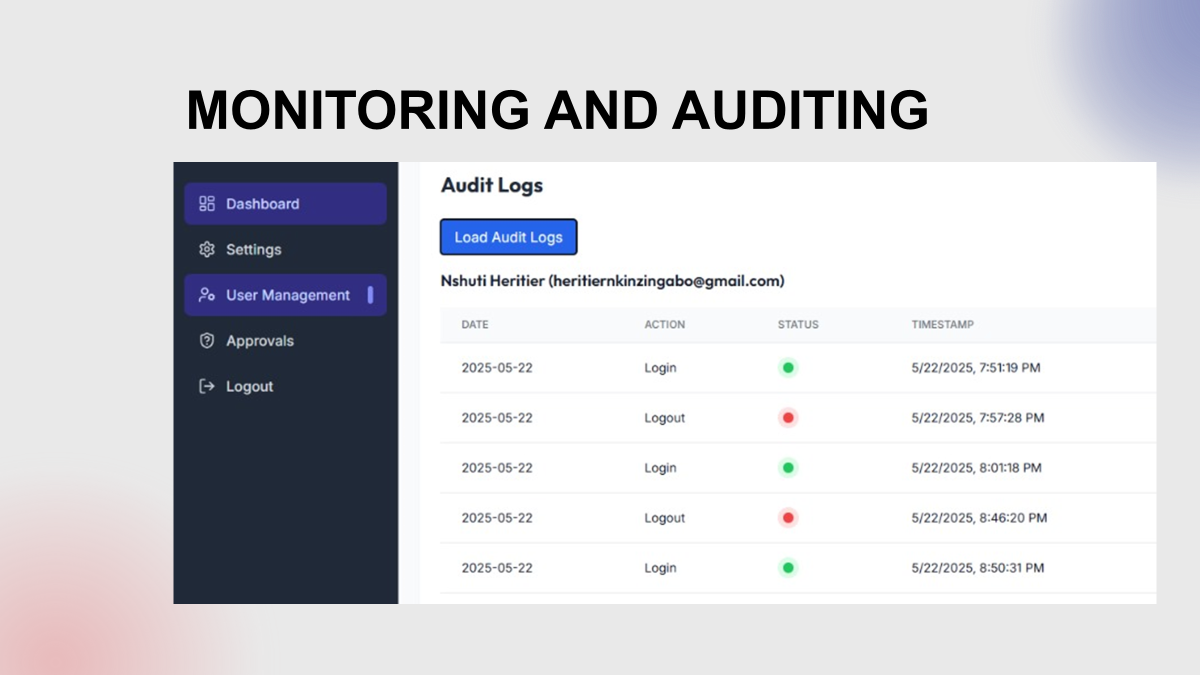 MONITORING AND AUDITING
Dashboard
Settings
User Management
Approvals
Logout
Audit Logs
Load Audit Logs
Nshuti Heritier (heritiernkinzingabo@gmail.com)
DATE ACTION STATUS TIMESTAMP
2025-05-22 Login 5/22/2025, 7:51:19 PM
2025-05-22 Logout 5/22/2025, 7:57:28 PM
2025-05-22 Login 5/22/2025, 8:01:18 PM
2025-05-22 Logout 5/22/2025, 8:46:20 PM
2025-05-22 Login 5/22/2025, 8:50:31 PM